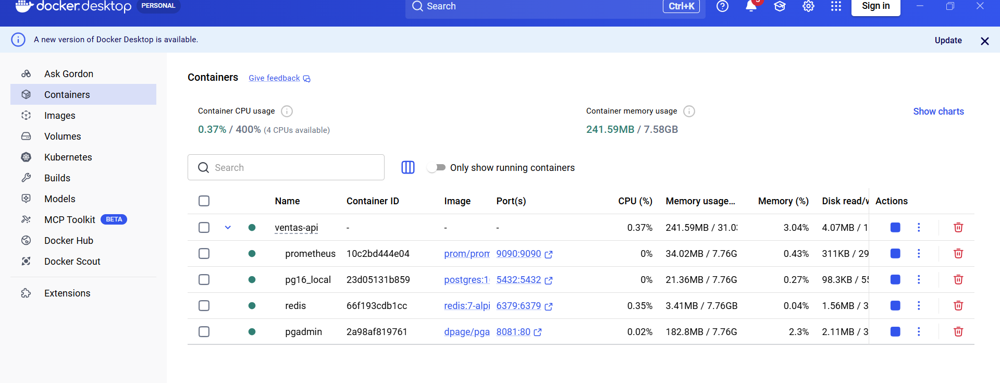 docker.desktop PERSONAL Search Ctrl+K Sign in
A new version of Docker Desktop is available. Update
Ask Gordon
Containers
Images
Volumes
Kubernetes
Builds
Models
MCP Toolkit BETA
Docker Hub
Docker Scout
Extensions
Containers Give feedback
Container CPU usage
0.37% / 400% (4 CPUs available)
Container memory usage
241.59MB / 7.58GB
Show charts
Search
Only show running containers
Name Container ID Image Port(s) CPU (%) Memory usage... Memory (%) Disk read/ Actions
ventas-api - - - 0.37% 241.59MB / 31.0 3.04% 4.07MB / 1
prometheus 10c2bd444e04 prom/prom 9090:9090 0% 34.02MB / 7.76G 0.43% 311KB / 29
pg16_local 23d05131b859 postgres:1 5432:5432 0% 21.36MB / 7.76G 0.27% 98.3KB / 5
redis 66f193cdb1cc redis:7-alpi 6379:6379 0.35% 3.41MB / 7.76GB 0.04% 1.56MB / 3
pgadmin 2a98af819761 dpage/pga 8081:80 0.02% 182.8MB / 7.76G 2.3% 2.11MB / 3